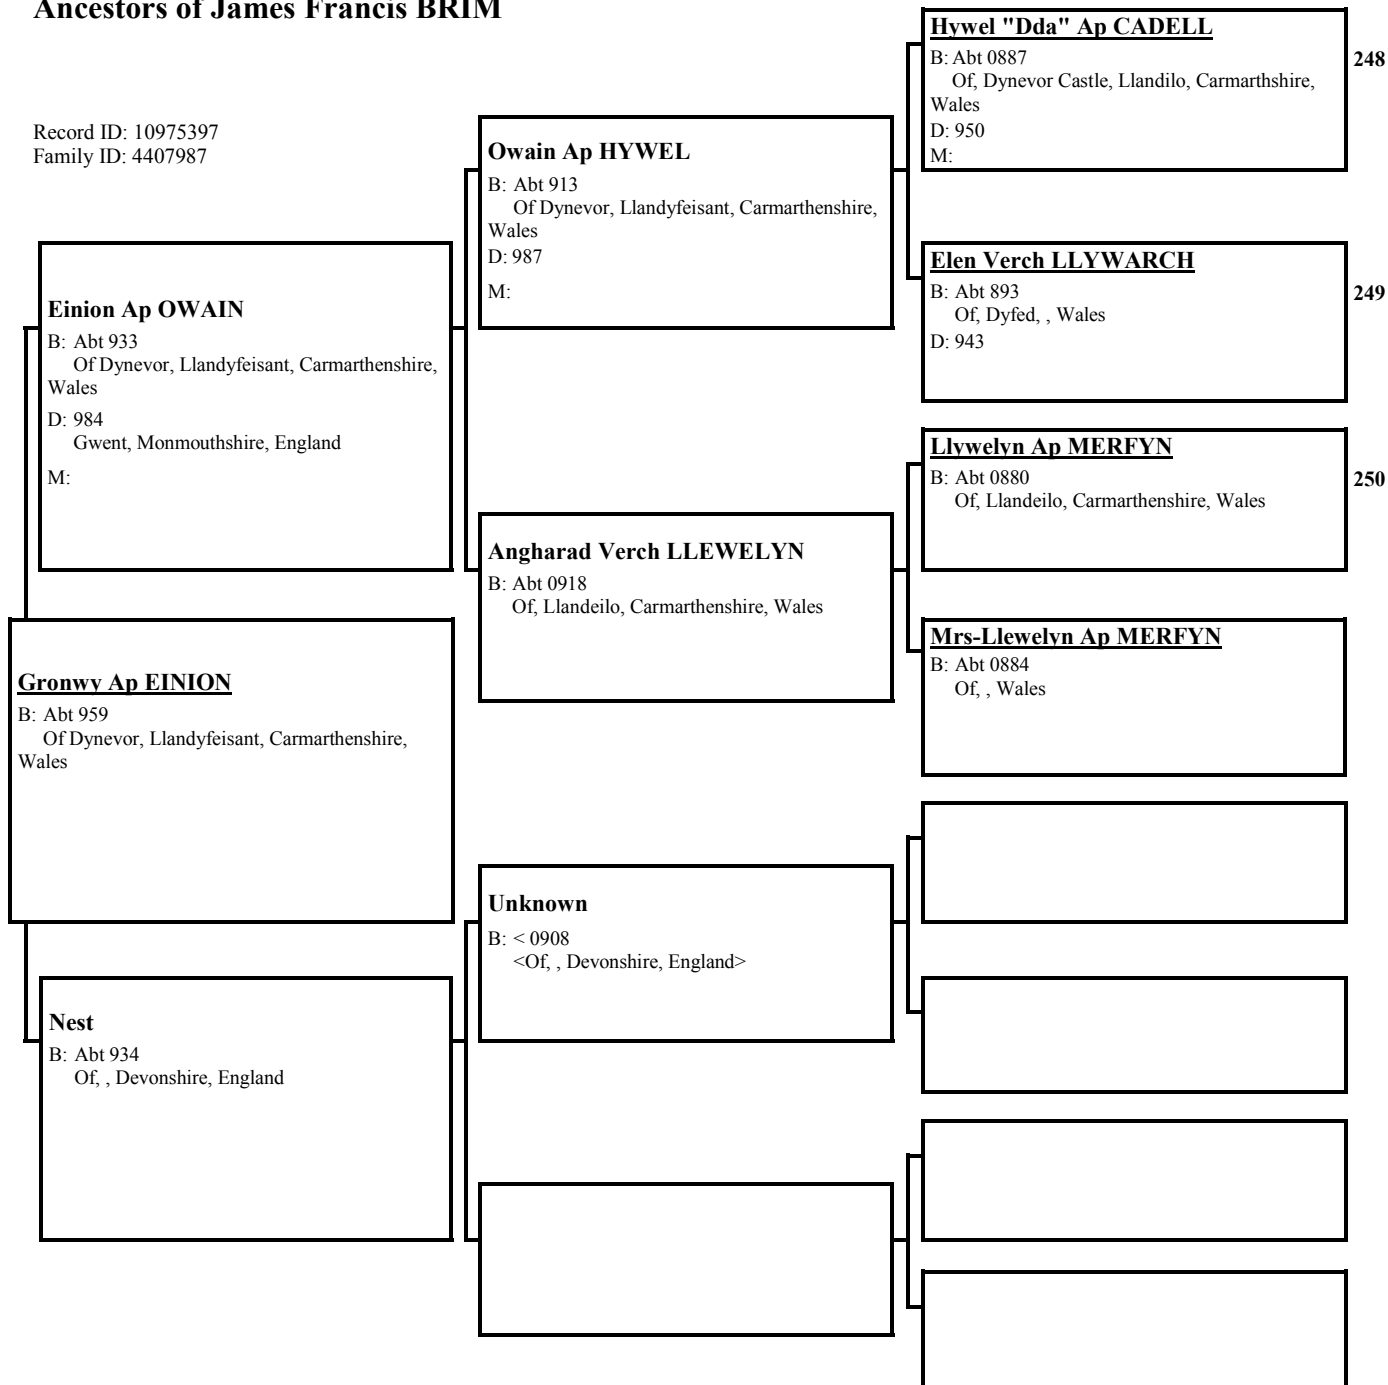 Ancestors of James Francis BRIM
Record ID: 10975397
Family ID: 4407987
Hywel "Dda" Ap CADELL
B: Abt 0887
Of, Dynevor Castle, Llandilo, Carmarthshire,
Wales
D: 950
M:
248
Owain Ap HYWEL
B: Abt 913
Of Dynevor, Llandyfeisant, Carmarthenshire,
Wales
D: 987
M:
Elen Verch LLYWARCH
B: Abt 893
Of, Dyfed, , Wales
D: 943
249
Einion Ap OWAIN
B: Abt 933
Of Dynevor, Llandyfeisant, Carmarthenshire,
Wales
D: 984
Gwent, Monmouthshire, England
M:
Llywelyn Ap MERFYN
B: Abt 0880
Of, Llandeilo, Carmarthenshire, Wales
250
Angharad Verch LLEWELYN
B: Abt 0918
Of, Llandeilo, Carmarthenshire, Wales
Mrs-Llewelyn Ap MERFYN
B: Abt 0884
Of, , Wales
Gronwy Ap EINION
B: Abt 959
Of Dynevor, Llandyfeisant, Carmarthenshire,
Wales
Unknown
B: < 0908
<Of, , Devonshire, England>
Nest
B: Abt 934
Of, , Devonshire, England